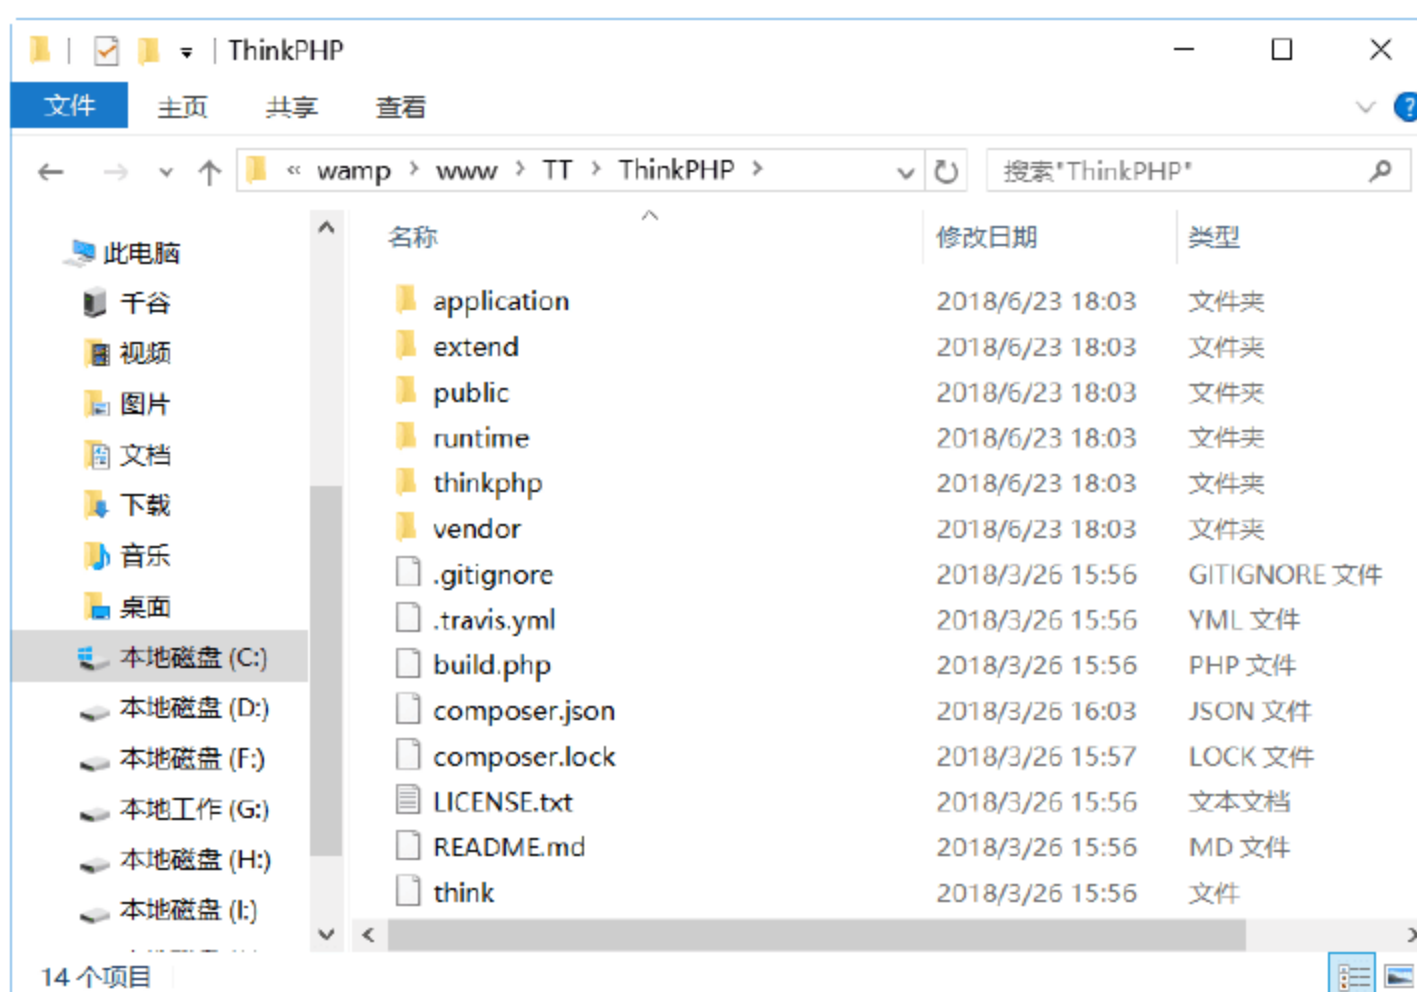 ThinkPHP
文件 主页 共享 查看
« wamp > www > TT > ThinkPHP > 搜索"ThinkPHP"
名称 修改日期 类型
此电脑
千谷
视频
图片
文档
下载
音乐
桌面
本地磁盘 (C:)
本地磁盘 (D:)
本地磁盘 (F:)
本地工作 (G:)
本地磁盘 (H:)
本地磁盘 (I:)
application 2018/6/23 18:03 文件夹
extend 2018/6/23 18:03 文件夹
public 2018/6/23 18:03 文件夹
runtime 2018/6/23 18:03 文件夹
thinkphp 2018/6/23 18:03 文件夹
vendor 2018/6/23 18:03 文件夹
.gitignore 2018/3/26 15:56 GITIGNORE 文件
.travis.yml 2018/3/26 15:56 YML 文件
build.php 2018/3/26 15:56 PHP 文件
composer.json 2018/3/26 16:03 JSON 文件
composer.lock 2018/3/26 15:57 LOCK 文件
LICENSE.txt 2018/3/26 15:56 文本文档
README.md 2018/3/26 15:56 MD 文件
think 2018/3/26 15:56 文件
14 个项目